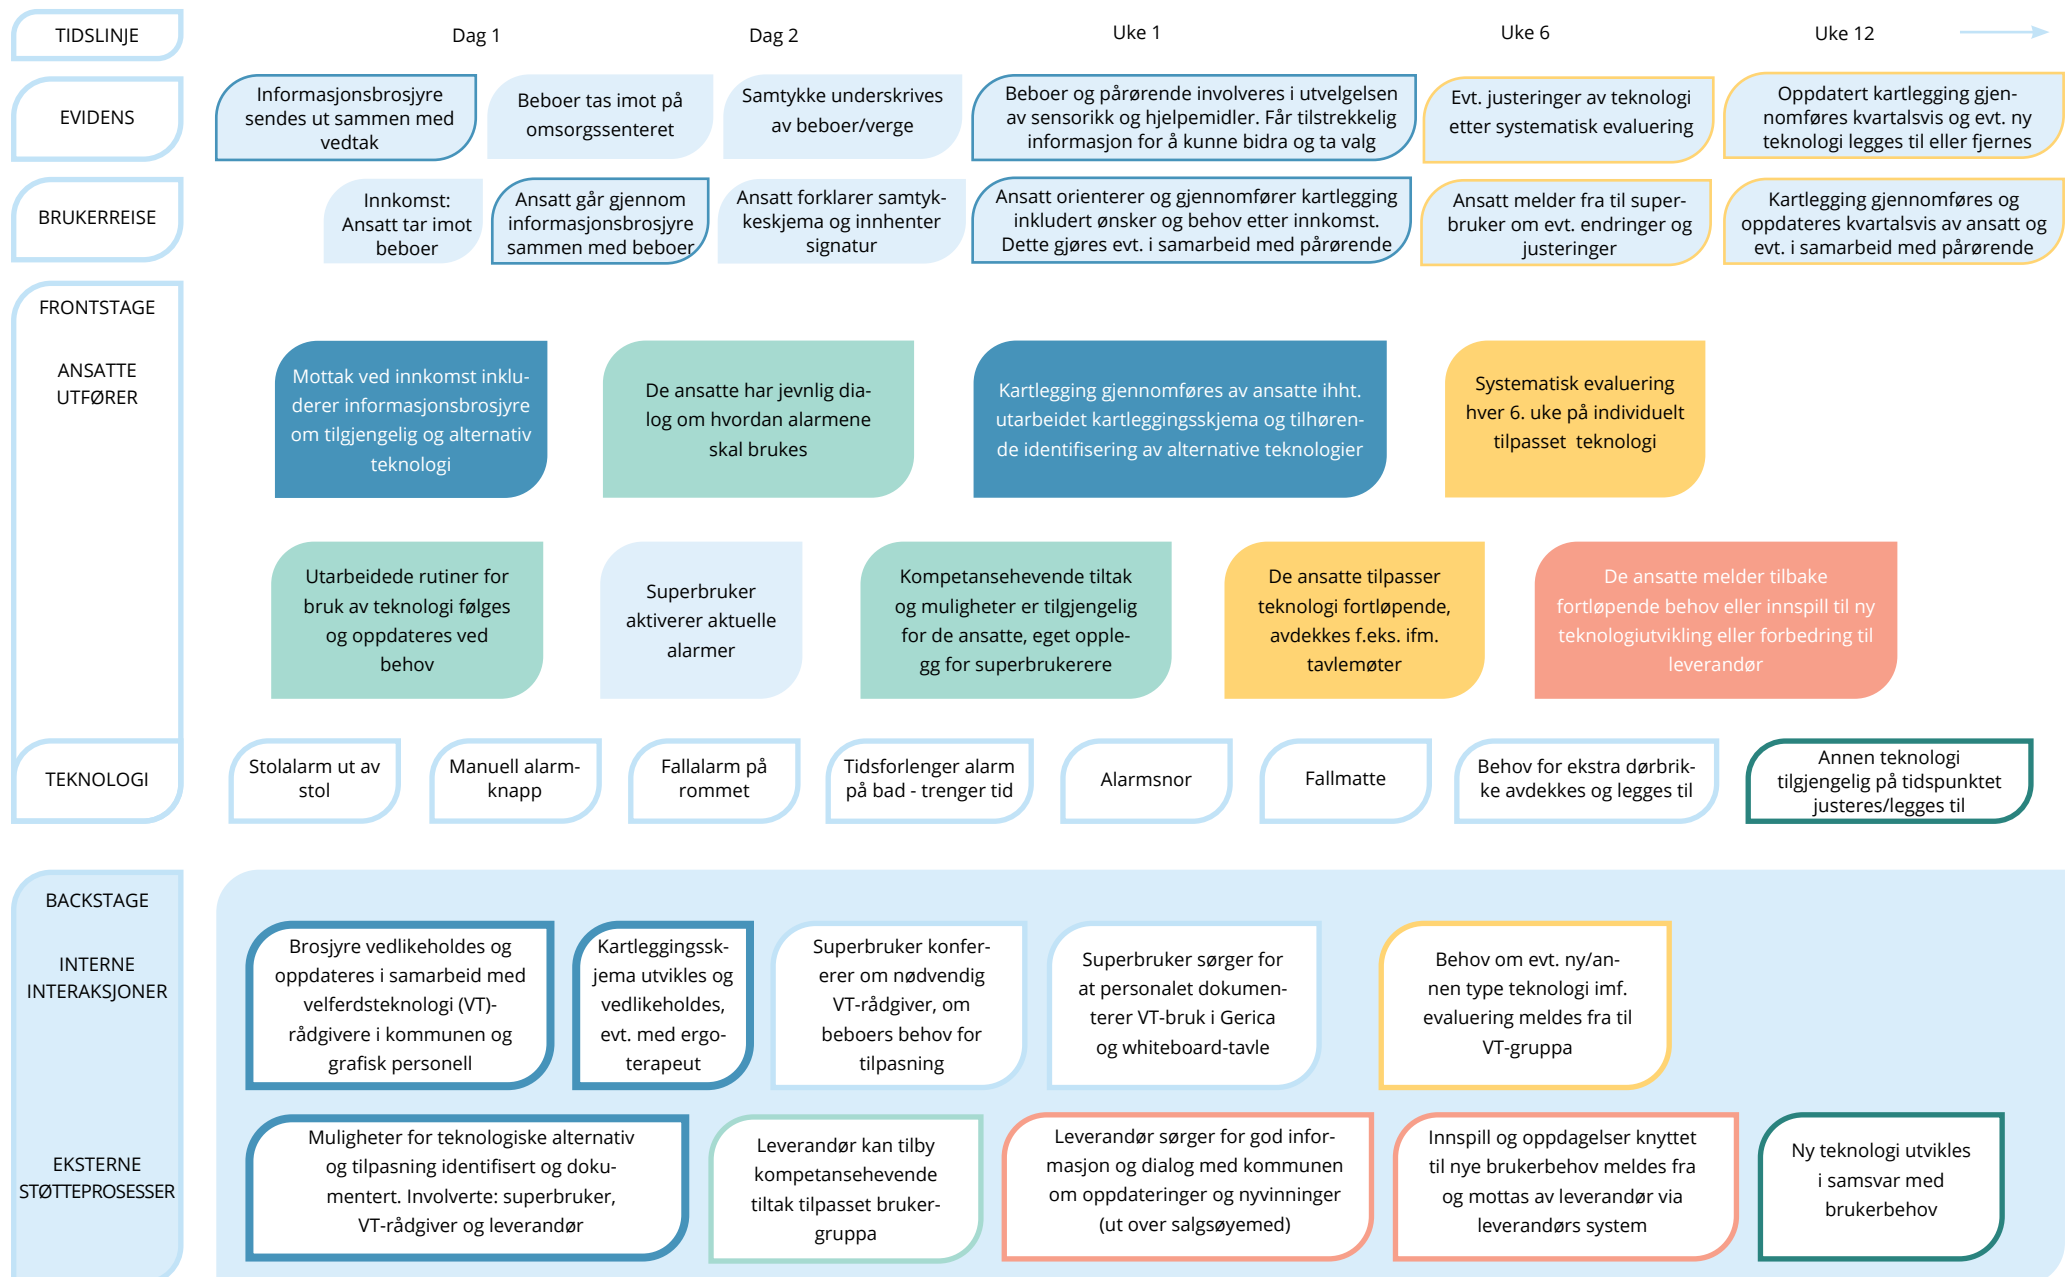 TIDSLINJE
Dag 1
Dag 2
Uke 1
Uke 6
Uke 12
EVIDENS
Informasjonsbrosjyre
sendes ut sammen med
vedtak
Beboer tas imot på
omsorgssenteret
Samtykke underskrives
av beboer/verge
Beboer og pårørende involveres i utvelgelsen
av sensorikk og hjelpemidler. Får tilstrekkelig
informasjon for å kunne bidra og ta valg
Evt. justeringer av teknologi
etter systematisk evaluering
Oppdatert kartlegging gjen-
nomføres kvartalsvis og evt. ny
teknologi legges til eller fjernes
BRUKERREISE
Innkomst:
Ansatt tar imot
beboer
Ansatt går gjennom
informasjonsbrosjyre
sammen med beboer
Ansatt forklarer samtyk-
keskjema og innhenter
signatur
Ansatt orienterer og gjennomfører kartlegging
inkludert ønsker og behov etter innkomst.
Dette gjøres evt. i samarbeid med pårørende
Ansatt melder fra til super-
bruker om evt. endringer og
justeringer
Kartlegging gjennomføres og
oppdateres kvartalsvis av ansatt og
evt. i samarbeid med pårørende
FRONTSTAGE
ANSATTE
UTFØRER
Mottak ved innkomst inklu-
derer informasjonsbrosjyre
om tilgjengelig og alternativ
teknologi
De ansatte har jevnlig dia-
log om hvordan alarmene
skal brukes
Kartlegging gjennomføres av ansatte ihht.
utarbeidet kartleggingsskjema og tilhøren-
de identifisering av alternative teknologier
Systematisk evaluering
hver 6. uke på individuelt
tilpasset teknologi
Utarbeidede rutiner for
bruk av teknologi følges
og oppdateres ved
behov
Superbruker
aktiverer aktuelle
alarmer
Kompetansehevende tiltak
og muligheter er tilgjengelig
for de ansatte, eget opple-
gg for superbrukerere
De ansatte tilpasser
teknologi fortløpende,
avdekkes f.eks. ifm.
tavlemøter
De ansatte melder tilbake
fortløpende behov eller innspill til ny
teknologiutvikling eller forbedring til
leverandør
TEKNOLOGI
Stolalarm ut av
stol
Manuell alarm-
knapp
Fallalarm på
rommet
Tidsforlenger alarm
på bad - trenger tid
Alarmsnor
Fallmatte
Behov for ekstra dørbrik-
ke avdekkes og legges til
Annen teknologi
tilgjengelig på tidspunktet
justeres/legges til
BACKSTAGE
INTERNE
INTERAKSJONER
Brosjyre vedlikeholdes og
oppdateres i samarbeid med
velferdsteknologi (VT)-
rådgivere i kommunen og
grafisk personell
Kartleggingssk-
jema utvikles og
vedlikeholdes,
evt. med ergo-
terapeut
Superbruker konfer-
erer om nødvendig
VT-rådgiver, om
beboers behov for
tilpasning
Superbruker sørger for
at personalet dokumen-
terer VT-bruk i Gerica
og whiteboard-tavle
Behov om evt. ny/an-
nen type teknologi imf.
evaluering meldes fra til
VT-gruppa
EKSTERNE
STØTTEPROSESSER
Muligheter for teknologiske alternativ
og tilpasning identifisert og doku-
mentert. Involverte: superbruker,
VT-rådgiver og leverandør
Leverandør kan tilby
kompetansehevende
tiltak tilpasset bruker-
gruppa
Leverandør sørger for god infor-
masjon og dialog med kommunen
om oppdateringer og nyvinninger
(ut over salgsøyemed)
Innspill og oppdagelser knyttet
til nye brukerbehov meldes fra
og mottas av leverandør via
leverandørs system
Ny teknologi utvikles
i samsvar med
brukerbehov